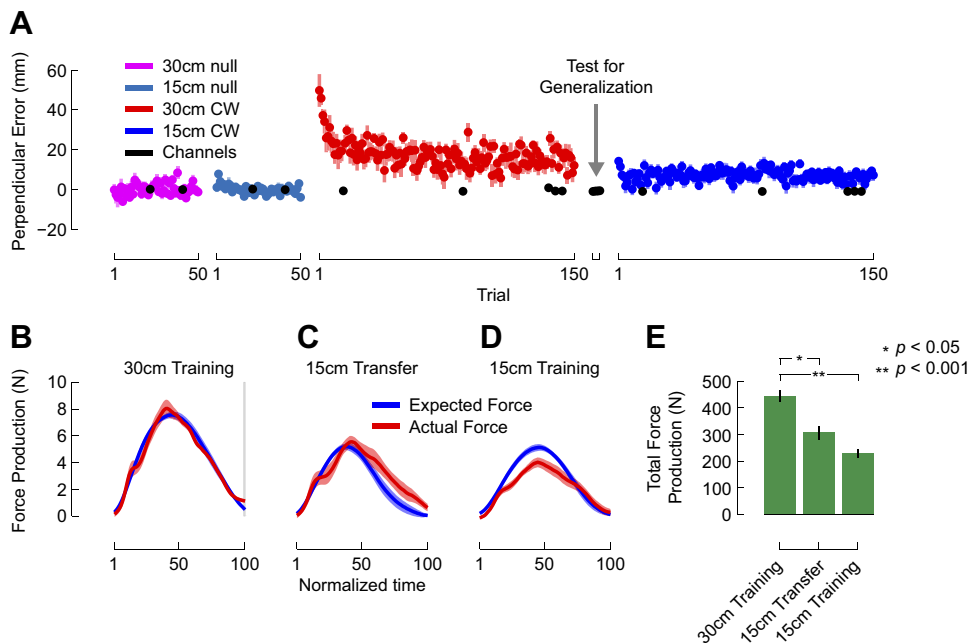 A
Perpendicular Error (mm)
60
40
20
0
−20
30cm null
15cm null
30cm CW
15cm CW
Channels
Test for
Generalization
1 50 1 50 1 150 1 150
Trial
B
30cm Training
Force Production (N)
10
8
6
4
2
0
1 50 100
C
15cm Transfer
1 50 100
Normalized time
D
15cm Training
Expected Force
Actual Force
1 50 100
E
* p < 0.05
** p < 0.001
*
**
Total Force
Production (N)
500
400
300
200
100
0
30cm Training
15cm Transfer
15cm Training